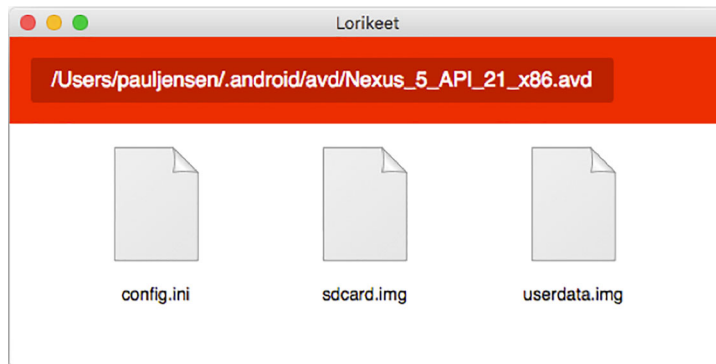 Lorikeet
/Users/pauljensen/.android/avd/Nexus_5_API_21_x86.avd
config.ini
sdcard.img
userdata.img